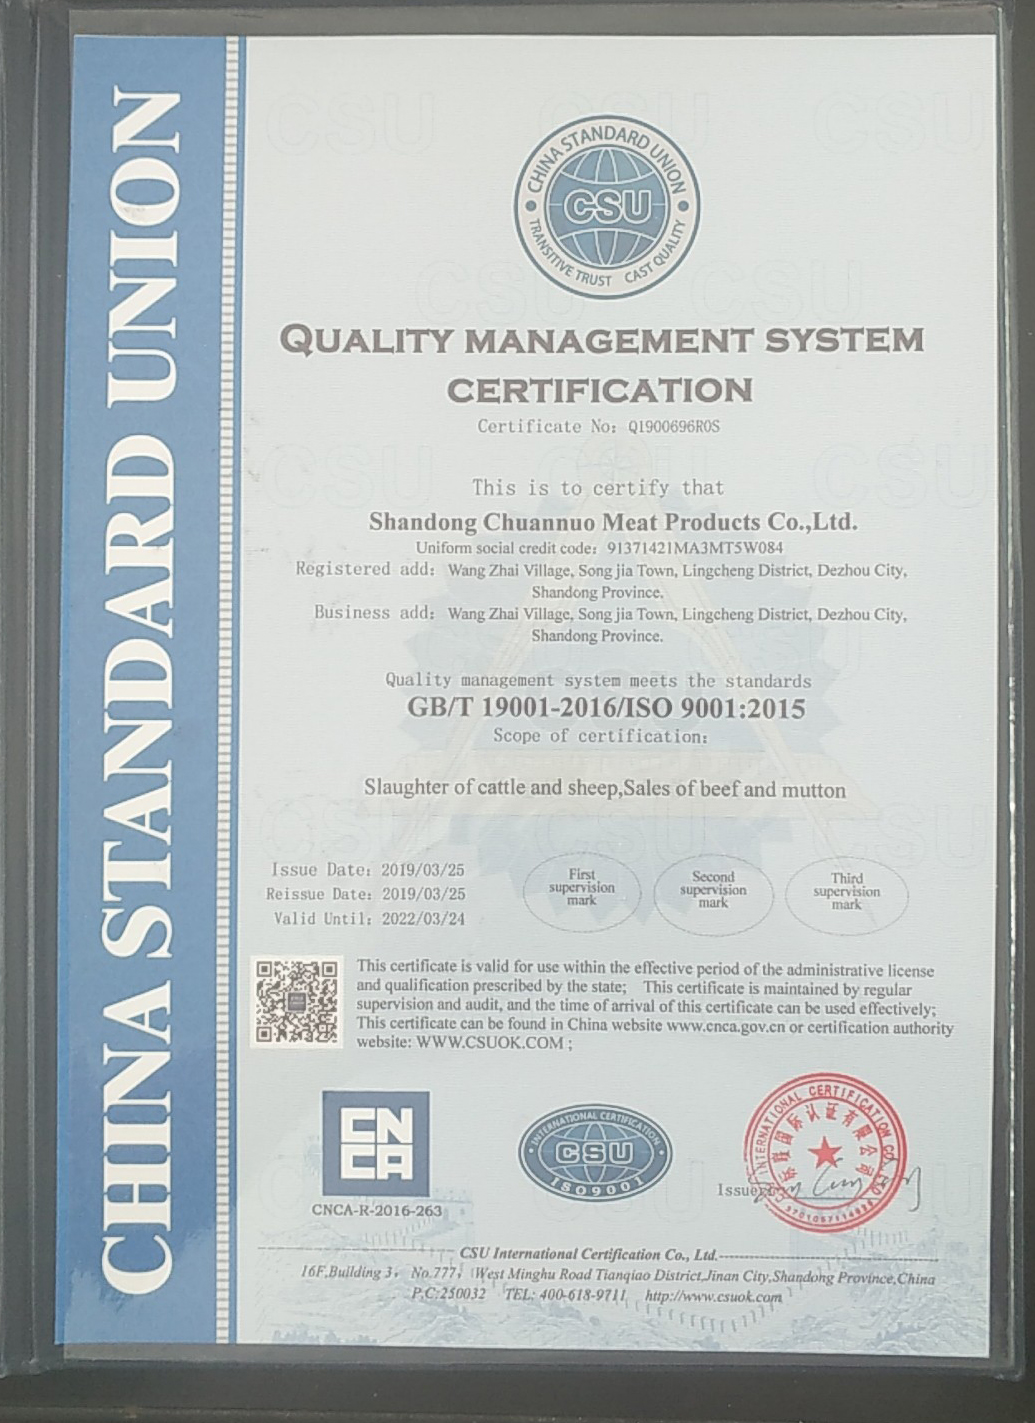 CHINA STANDARD UNION
CHINA STANDARD UNION
CSU
TRANSITIVE TRUST CAST QUALITY
QUALITY MANAGEMENT SYSTEM
CERTIFICATION
Certificate No: Q1900696R0S
This is to certify that
Shandong Chuannuo Meat Products Co.,Ltd.
Uniform social credit code: 91371421MA3MT5W084
Registered add: Wang Zhai Village, Song jia Town, Lingcheng District, Dezhou City,
Shandong Province.
Business add: Wang Zhai Village, Song jia Town, Lingcheng District, Dezhou City,
Shandong Province.
Quality management system meets the standards
GB/T 19001-2016/ISO 9001:2015
Scope of certification:
Slaughter of cattle and sheep,Sales of beef and mutton
Issue Date: 2019/03/25
Reissue Date: 2019/03/25
Valid Until: 2022/03/24
First
supervision
mark
Second
supervision
mark
Third
supervision
mark
This certificate is valid for use within the effective period of the administrative license
and qualification prescribed by the state; This certificate is maintained by regular
supervision and audit, and the time of arrival of this certificate can be used effectively;
This certificate can be found in China website www.cnca.gov.cn or certification authority
website: WWW.CSUOK.COM ;
CN
CA
CNCA-R-2016-263
INTERNATIONAL CERTIFICATION
CSU
ISO9001
INTERNATIONAL CERTIFICATION CO.,LTD
国际认证有限公司
Issue
CSU International Certification Co., Ltd.
16F,Building 3, No.777, West Minghu Road Tianqiao District,Jinan City,Shandong Province,China
P,C:250032 TEL: 400-618-9711 http://www.csuok.com